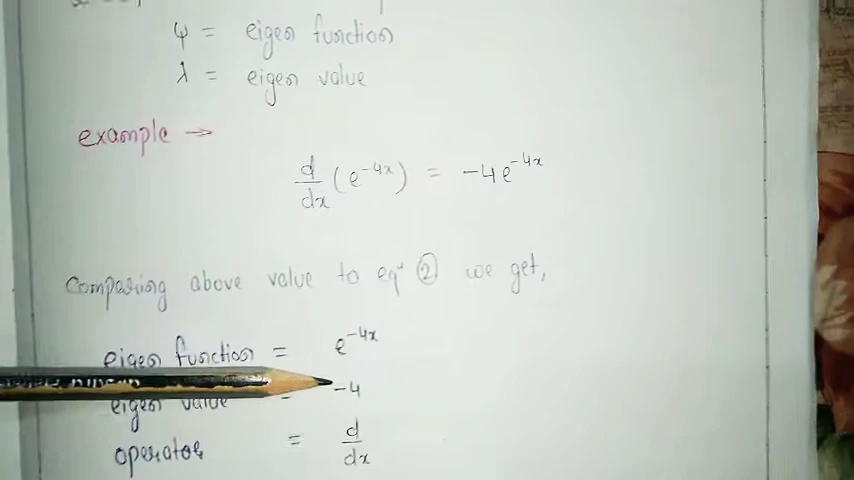 ψ = eigen function
λ = eigen value
example →
d/dx (e^-4x) = -4e^-4x
Comparing above value to eqⁿ ② we get,
eigen function = e^-4x
eigen value = -4
operator = d/dx